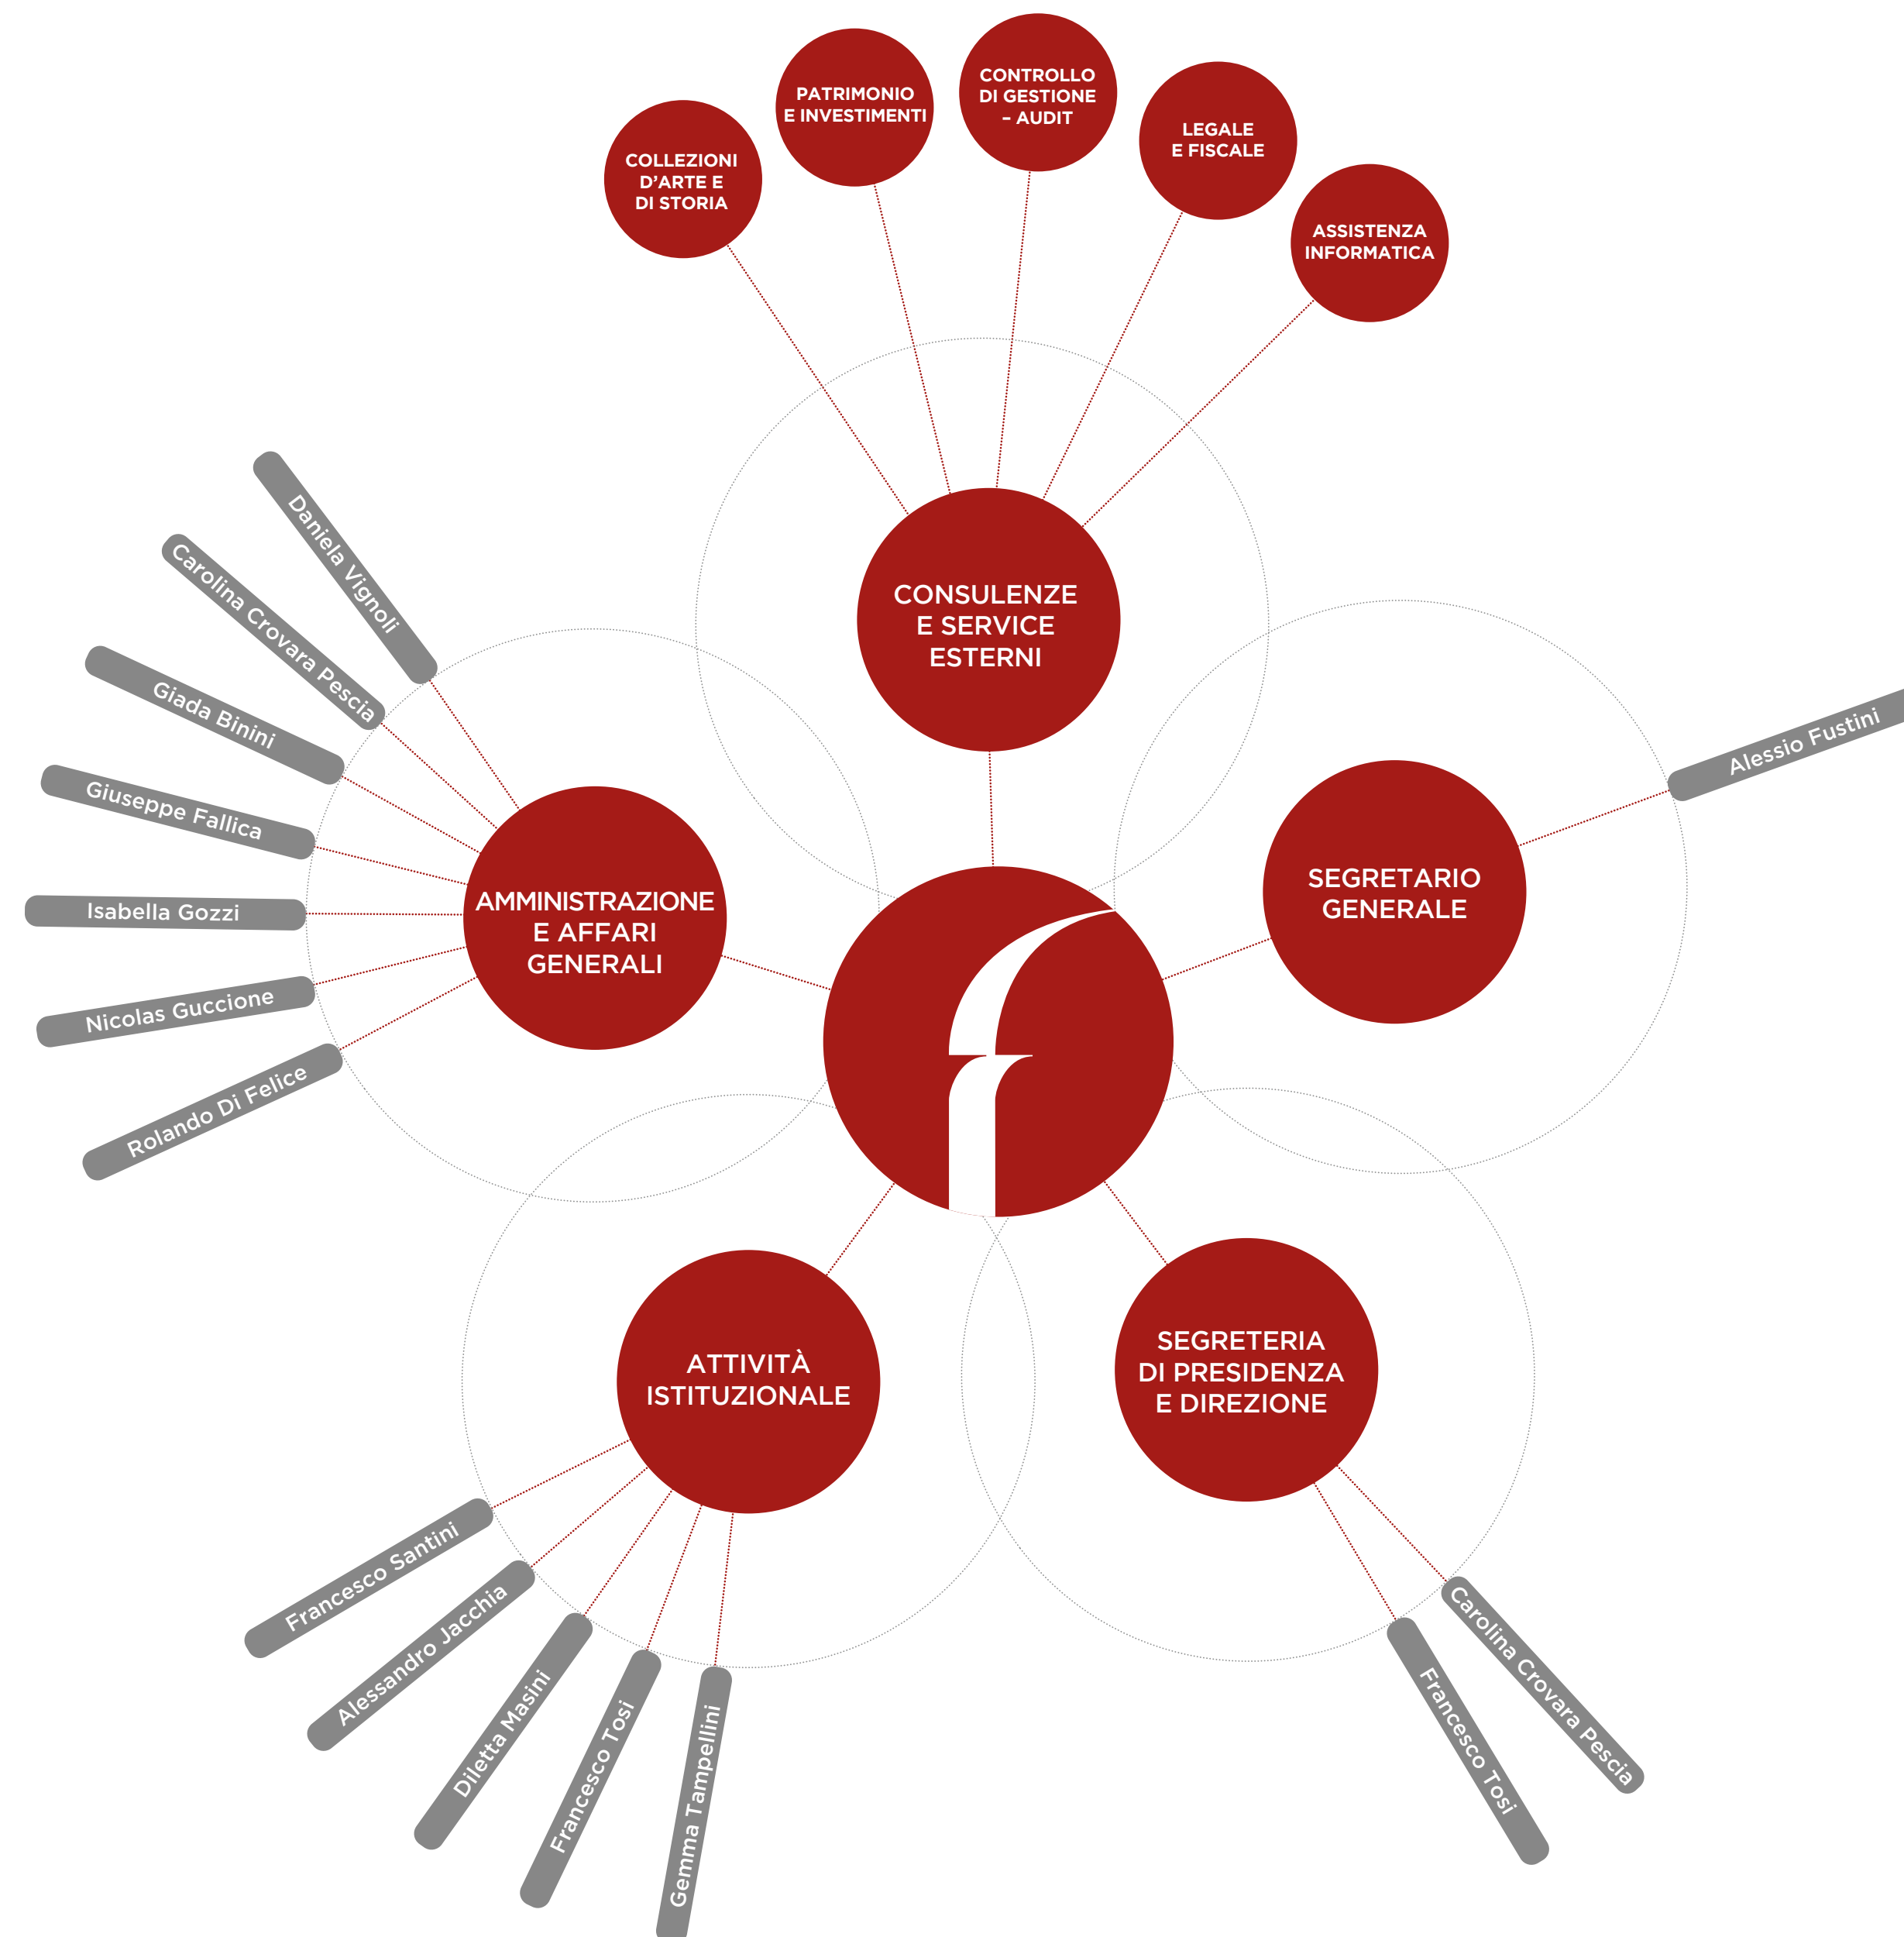 COLLEZIONI
D’ARTE E
DI STORIA
PATRIMONIO
E INVESTIMENTI
CONTROLLO
DI GESTIONE
– AUDIT
LEGALE
E FISCALE
ASSISTENZA
INFORMATICA
CONSULENZE
E SERVICE
ESTERNI
Daniela Vignoli
Carolina Crovara Pescia
Giada Binini
Giuseppe Fallica
Isabella Gozzi
Nicolas Guccione
Rolando Di Felice
AMMINISTRAZIONE
E AFFARI
GENERALI
SEGRETARIO
GENERALE
Alessio Fustini
ATTIVITÀ
ISTITUZIONALE
Francesco Santini
Alessandro Jacchia
Diletta Masini
Francesco Tosi
Gemma Tampellini
SEGRETERIA
DI PRESIDENZA
E DIREZIONE
Francesco Tosi
Carolina Crovara Pescia